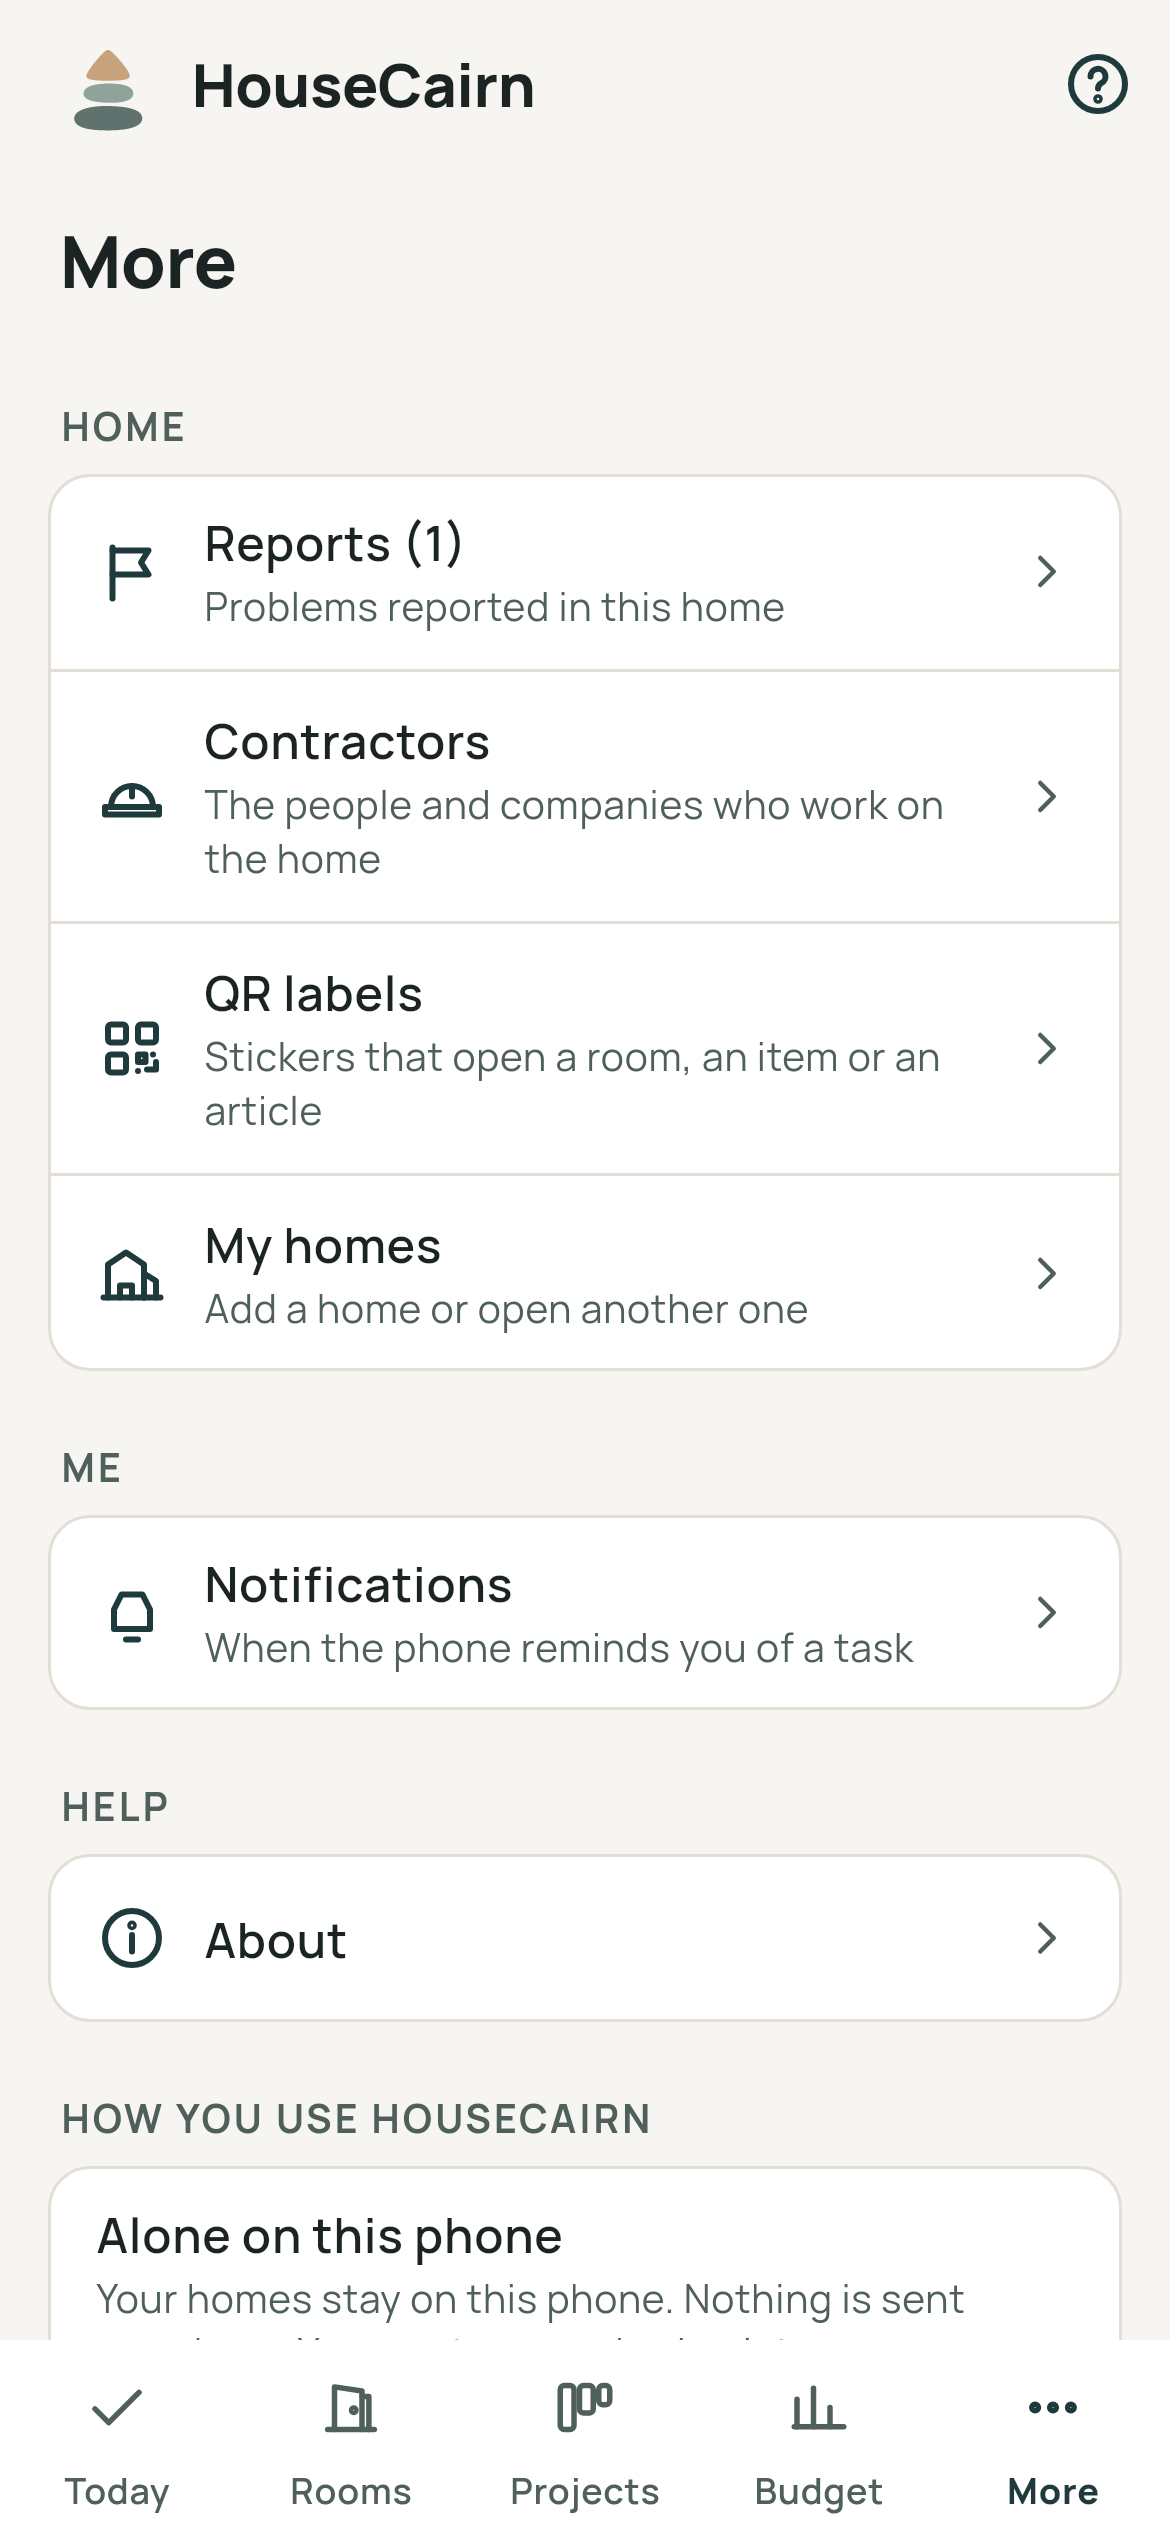 HouseCairn
More
HOME
Reports (1)
Problems reported in this home
Contractors
The people and companies who work on
the home
QR labels
Stickers that open a room, an item or an
article
My homes
Add a home or open another one
ME
Notifications
When the phone reminds you of a task
HELP
About
HOW YOU USE HOUSECAIRN
Alone on this phone
Your homes stay on this phone. Nothing is sent
Today
Rooms
Projects
Budget
More